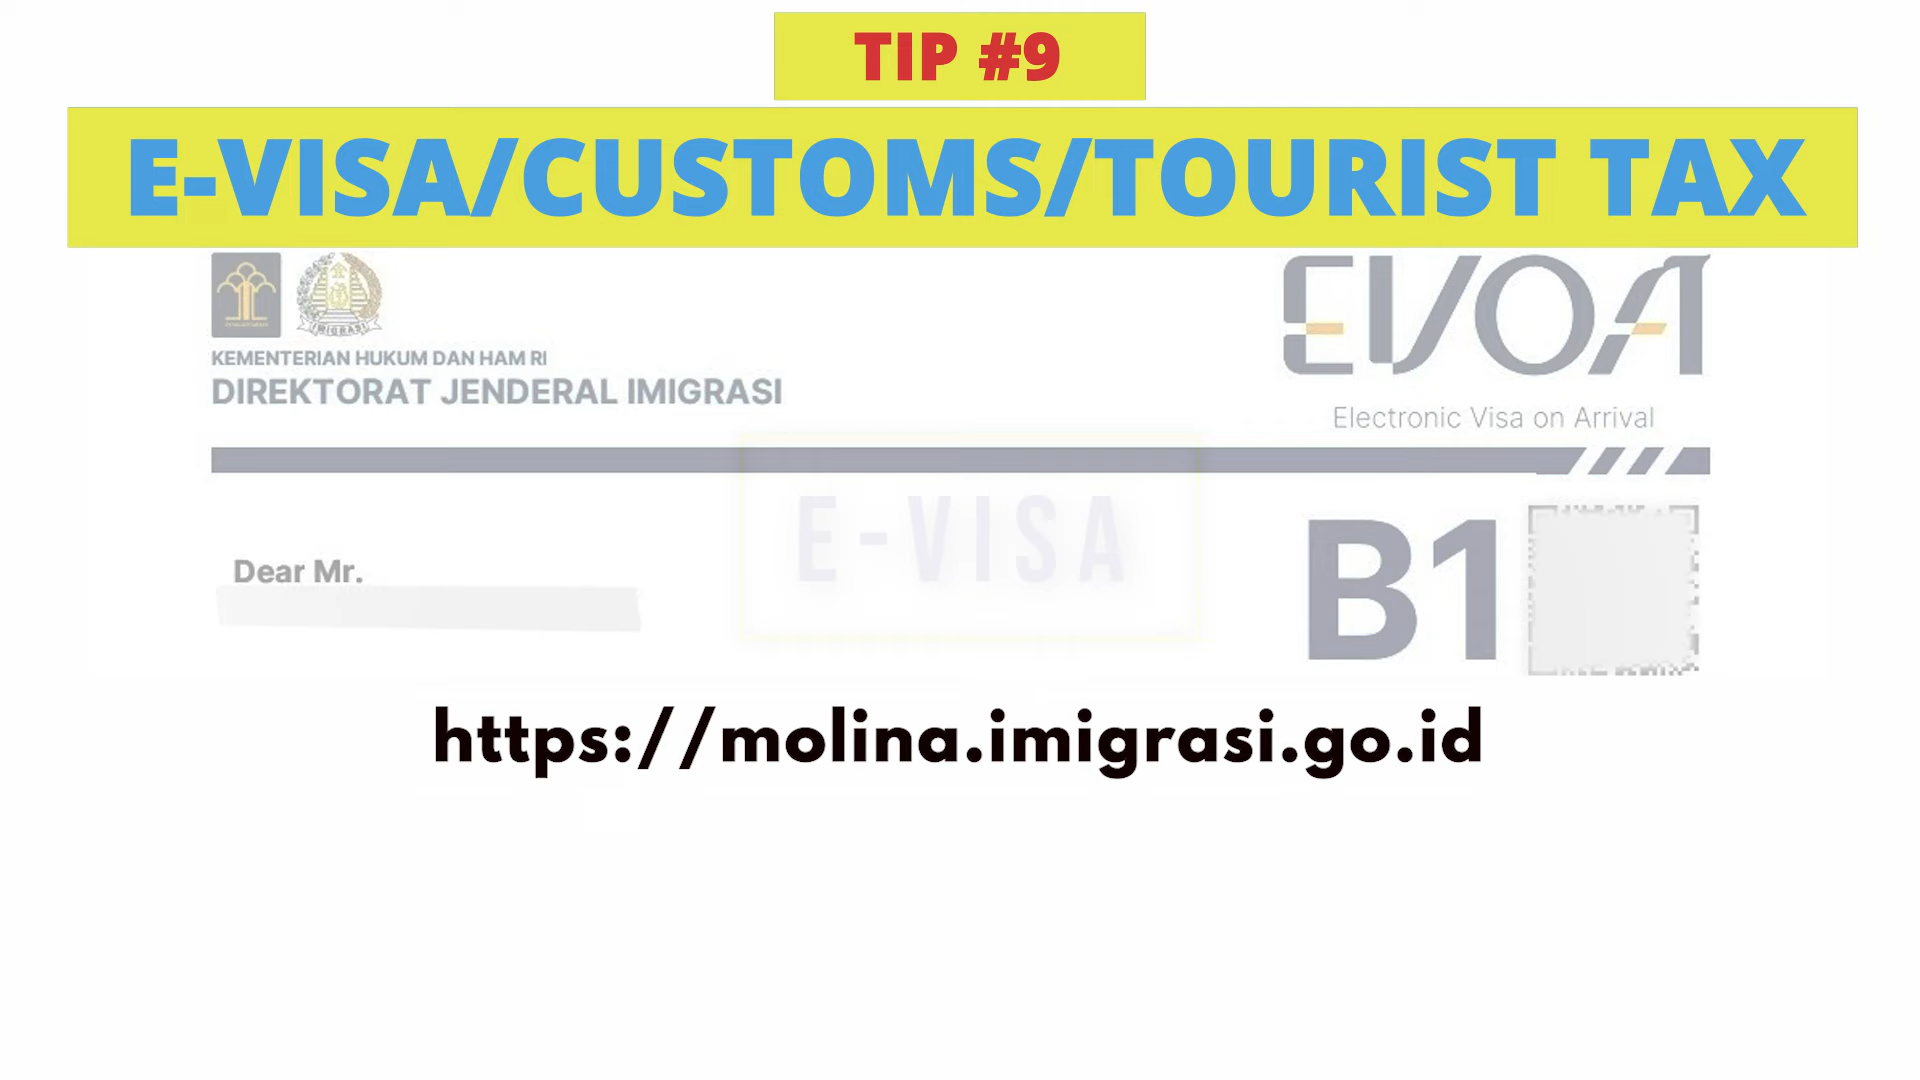 TIP #9
E-VISA/CUSTOMS/TOURIST TAX
IMIGRASI
KEMENTERIAN HUKUM DAN HAM RI
DIREKTORAT JENDERAL IMIGRASI
EVOA
Electronic Visa on Arrival
E-VISA
Dear Mr.
B1
https://molina.imigrasi.go.id